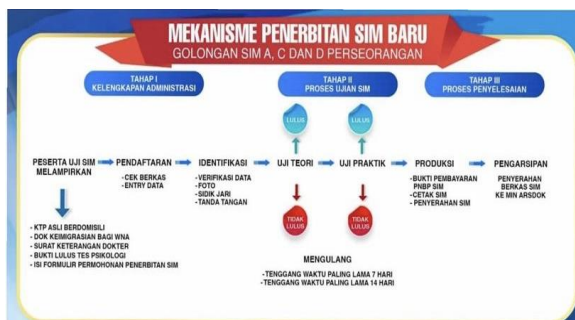 MEKANISME PENERBITAN SIM BARU
GOLONGAN SIM A, C DAN D PERSEORANGAN
TAHAP I
KELENGKAPAN ADMINISTRASI
TAHAP II
PROSES UJIAN SIM
TAHAP III
PROSES PENYELESAIAN
LULUS
LULUS
PESERTA UJI SIM
MELAMPIRKAN
PENDAFTARAN
-CEK BERKAS
-ENTRY DATA
IDENTIFIKASI
-VERIFIKASI DATA
-FOTO
-SIDIK JARI
-TANDA TANGAN
UJI TEORI
UJI PRAKTIK
PRODUKSI
-BUKTI PEMBAYARAN
PNBP SIM
-CETAK SIM
-PENYERAHAN SIM
PENGARSIPAN
PENYERAHAN
BERKAS SIM
KE MIN ARSDOK
TIDAK
LULUS
TIDAK
LULUS
- KTP ASLI BERDOMISILI
- DOK KEIMIGRASIAN BAGI WNA
- SURAT KETERANGAN DOKTER
- BUKTI LULUS TES PSIKOLOGI
- ISI FORMULIR PERMOHONAN PENERBITAN SIM
MENGULANG
-TENGGANG WAKTU PALING LAMA 7 HARI
-TENGGANG WAKTU PALING LAMA 14 HARI